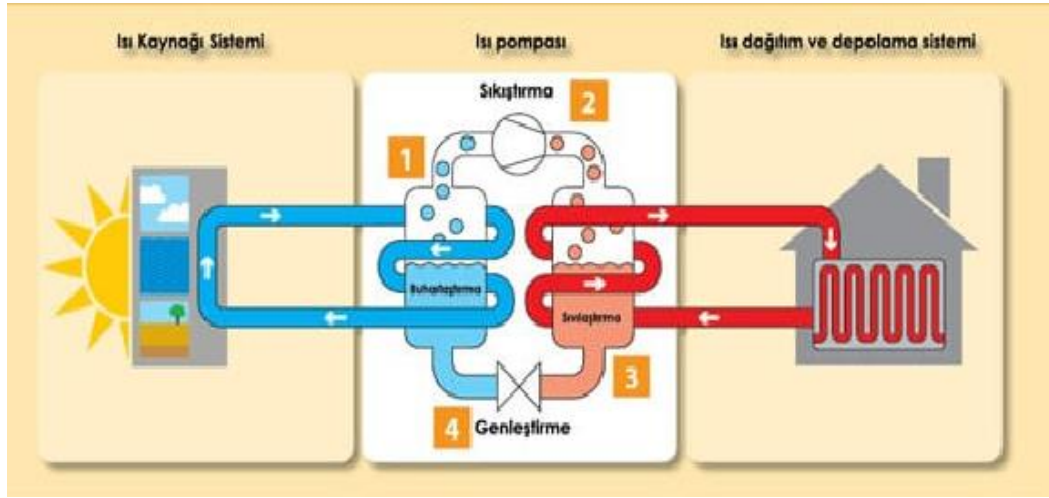 Isı Kaynağı Sistemi
Isı pompası
Isı dağıtım ve depolama sistemi
Sıkıştırma
2
1
Buharlaştırma
Sıvılaştırma
3
4
Genleştirme